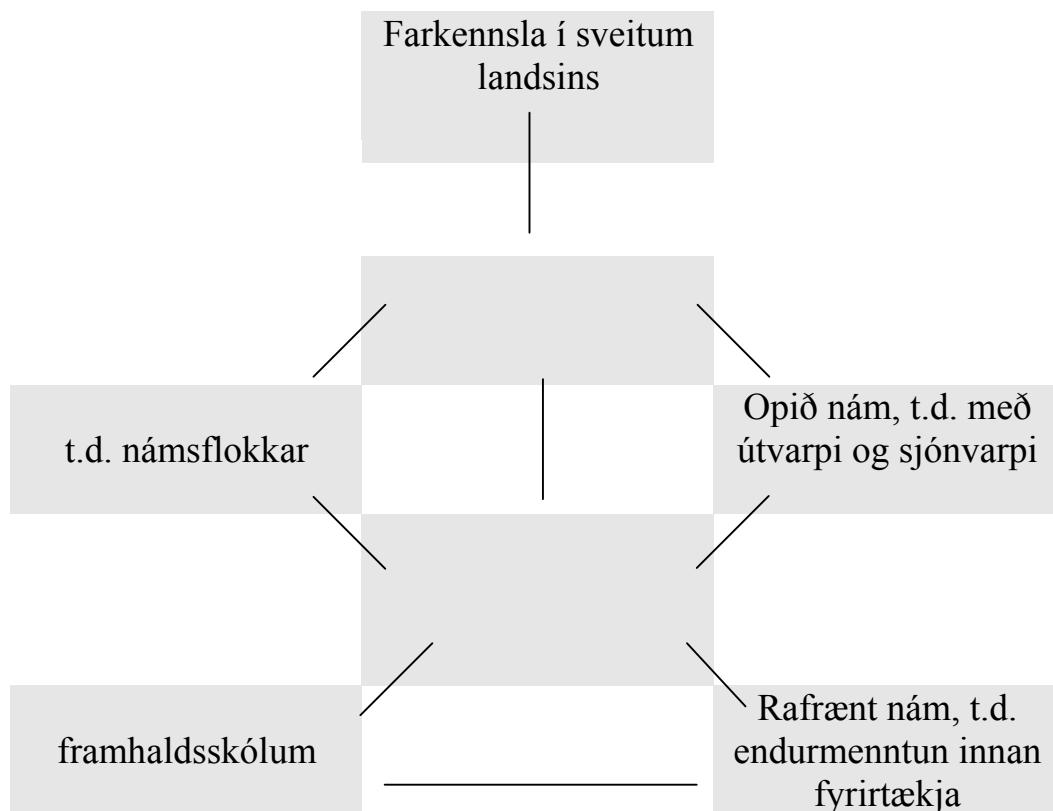 Farkennsla í sveitum
landsins
t.d. námsflokkar
Opið nám, t.d. með
útvarpi og sjónvarpi
framhaldsskólum
Rafrænt nám, t.d.
endurmenntun innan
fyrirtækja